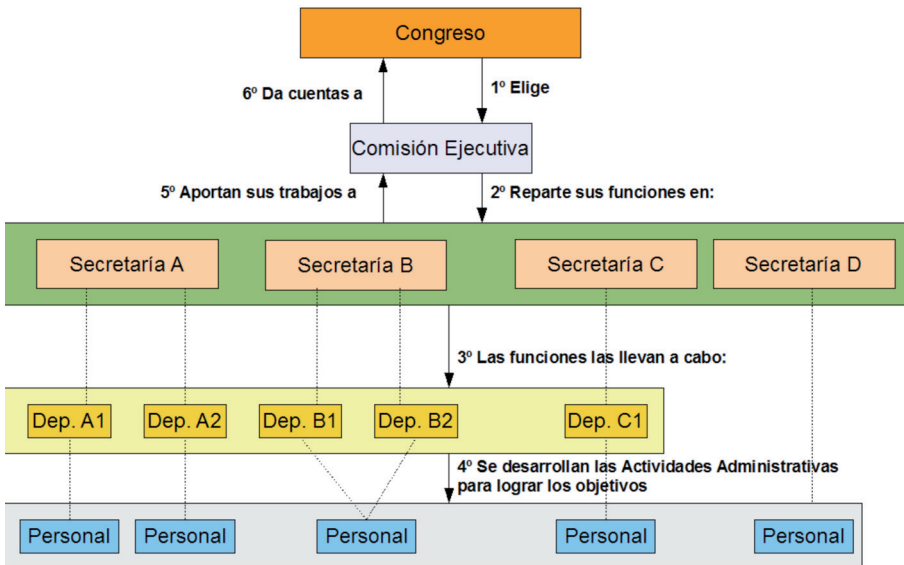 Congreso
6º Da cuentas a
1º Elige
Comisión Ejecutiva
5º Aportan sus trabajos a
2º Reparte sus funciones en:
Secretaría A
Secretaría B
Secretaría C
Secretaría D
3º Las funciones las llevan a cabo:
Dep. A1
Dep. A2
Dep. B1
Dep. B2
Dep. C1
4º Se desarrollan las Actividades Administrativas
para lograr los objetivos
Personal
Personal
Personal
Personal
Personal